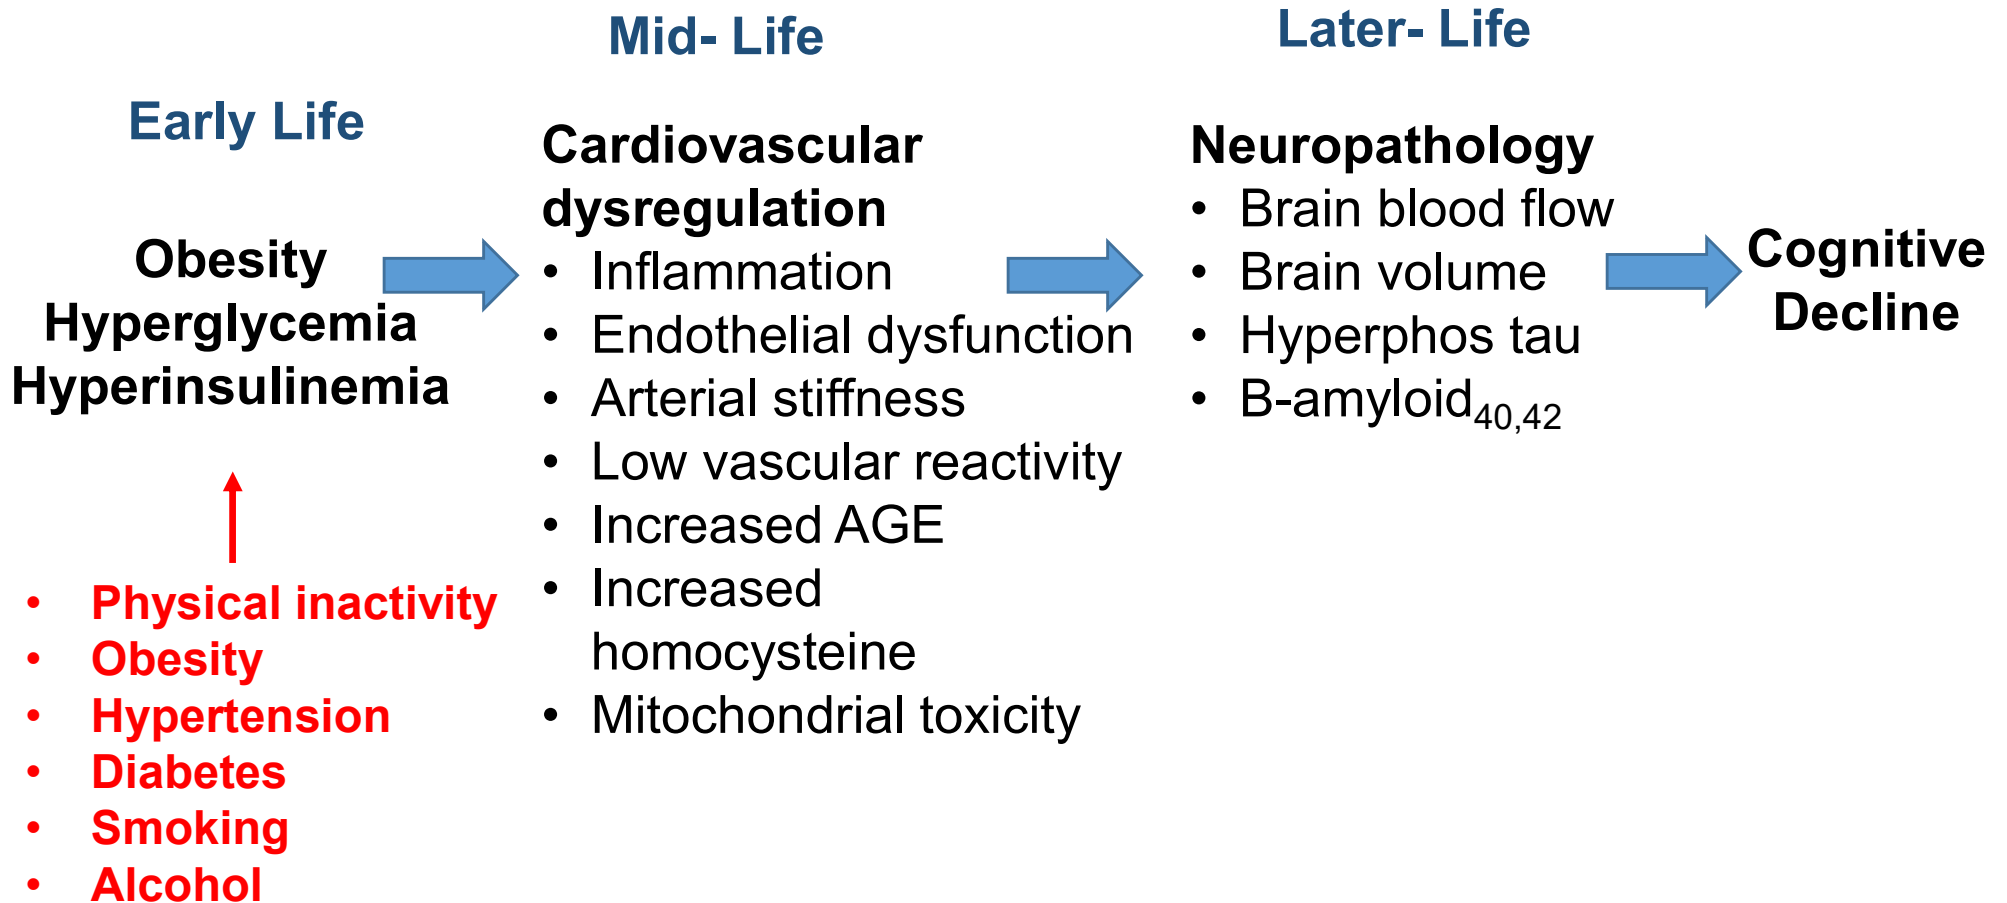 Early Life
Obesity
Hyperglycemia
Hyperinsulinemia
• Physical inactivity
• Obesity
• Hypertension
• Diabetes
• Smoking
• Alcohol
Mid- Life
Cardiovascular
dysregulation
• Inflammation
• Endothelial dysfunction
• Arterial stiffness
• Low vascular reactivity
• Increased AGE
• Increased
homocysteine
• Mitochondrial toxicity
Later- Life
Neuropathology
• Brain blood flow
• Brain volume
• Hyperphos tau
• B-amyloid40,42
Cognitive
Decline